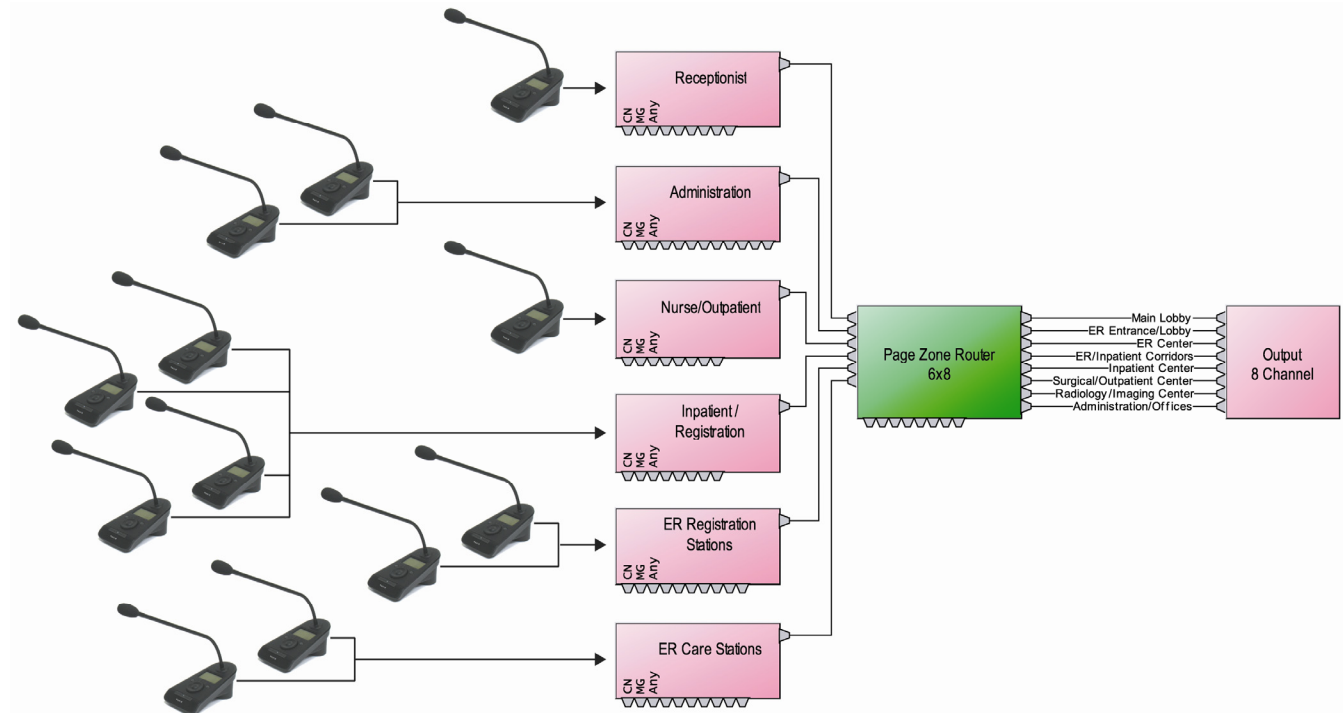 Receptionist
CN
MG
Any
Administration
CN
MG
Any
Nurse/Outpatient
CN
MG
Any
Inpatient /
Registration
CN
MG
Any
ER Registration
Stations
CN
MG
Any
ER Care Stations
CN
MG
Any
Page Zone Router
6x8
Main Lobby
ER Entrance/Lobby
ER Center
ER/Inpatient Corridors
Inpatient Center
Surgical/Outpatient Center
Radiology/Imaging Center
Administration/Offices
Output
8 Channel